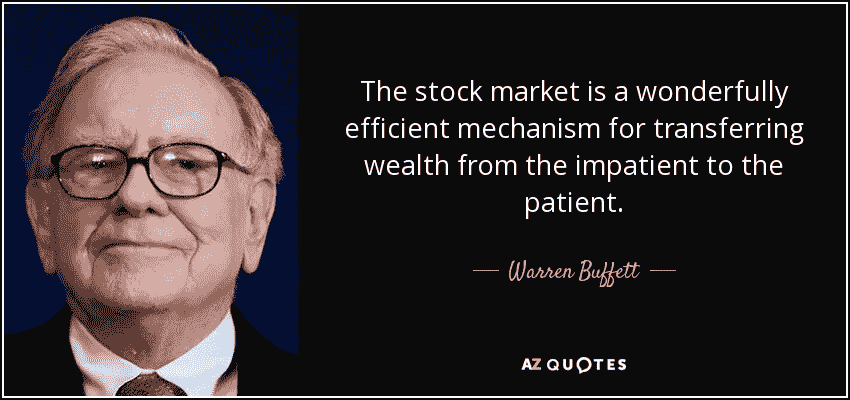 The stock market is a wonderfully
efficient mechanism for transferring
wealth from the impatient to the
patient.
Warren Buffett
AZ QUOTES